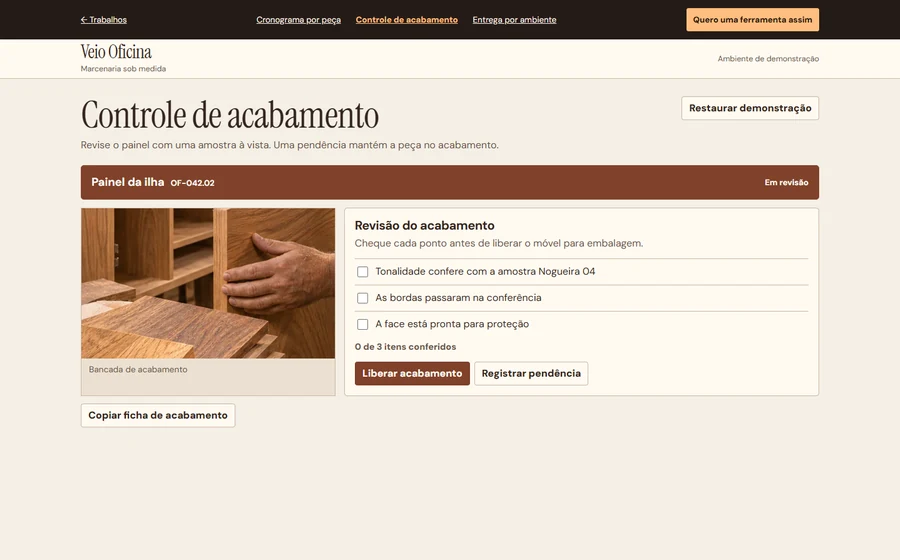 ← Trabalhos
Cronograma por peça
Controle de acabamento
Entrega por ambiente
Quero uma ferramenta assim
Veio Oficina
Marcenaria sob medida
Ambiente de demonstração
Controle de acabamento
Restaurar demonstração
Revise o painel com uma amostra à vista. Uma pendência mantém a peça no acabamento.
Painel da ilha OF-042.02
Em revisão
Bancada de acabamento
Revisão do acabamento
Cheque cada ponto antes de liberar o móvel para embalagem.
Tonalidade confere com a amostra Nogueira 04
As bordas passaram na conferência
A face está pronta para proteção
0 de 3 itens conferidos
Liberar acabamento
Registrar pendência
Copiar ficha de acabamento